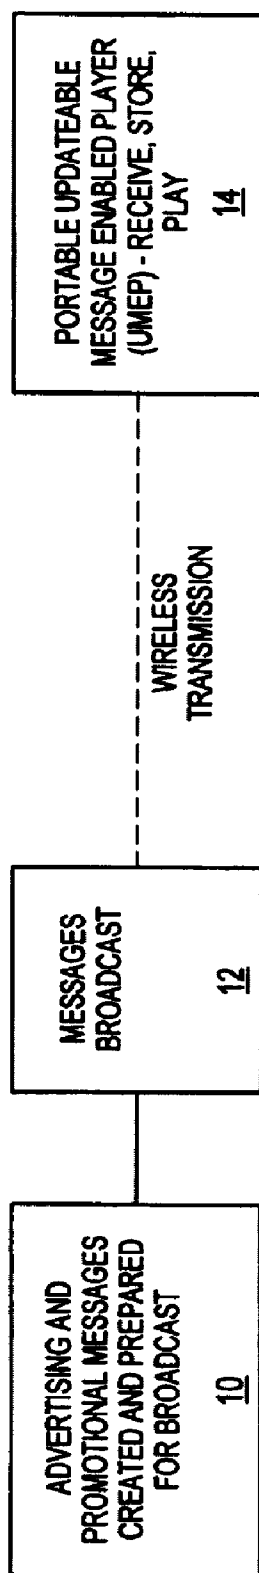 ADVERTISING AND
PROMOTIONAL MESSAGES
CREATED AND PREPARED
FOR BROADCAST
10
MESSAGES
BROADCAST
12
WIRELESS
TRANSMISSION
PORTABLE UPDATEABLE
MESSAGE ENABLED PLAYER
(UMEP) - RECEIVE, STORE,
PLAY
14